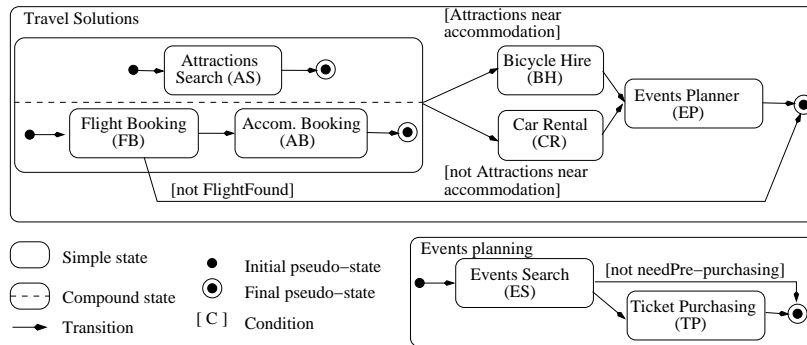 Travel Solutions
[Attractions near
accommodation]
Attractions
Search (AS)
Bicycle Hire
(BH)
Events Planner
(EP)
Flight Booking
(FB)
Accom. Booking
(AB)
Car Rental
(CR)
[not FlightFound]
[not Attractions near
accommodation]
Simple state
Compound state
Transition
Initial pseudo−state
Final pseudo−state
[ C ] Condition
Events planning
Events Search
(ES)
[not needPre−purchasing]
Ticket Purchasing
(TP)